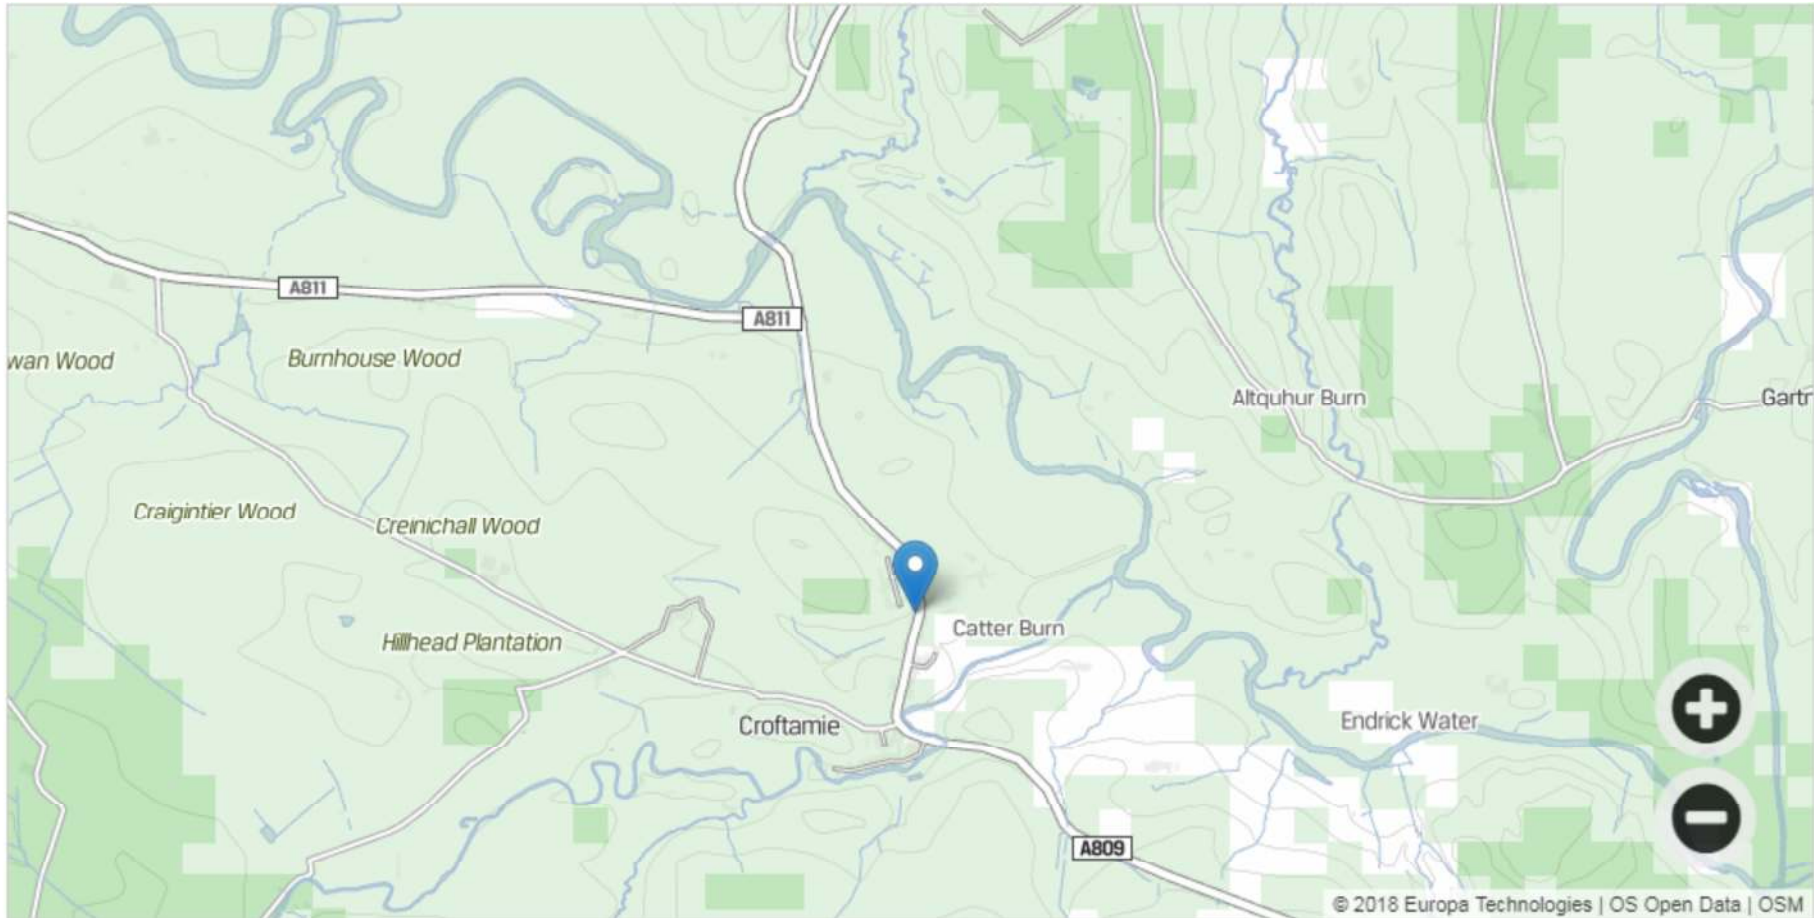 A811
A811
wan Wood
Burnhouse Wood
Altquhur Burn
Gartr
Craigintier Wood
Creinichall Wood
Catter Burn
Hillhead Plantation
Croftamie
Endrick Water
A809
© 2018 Europa Technologies | OS Open Data | OSM